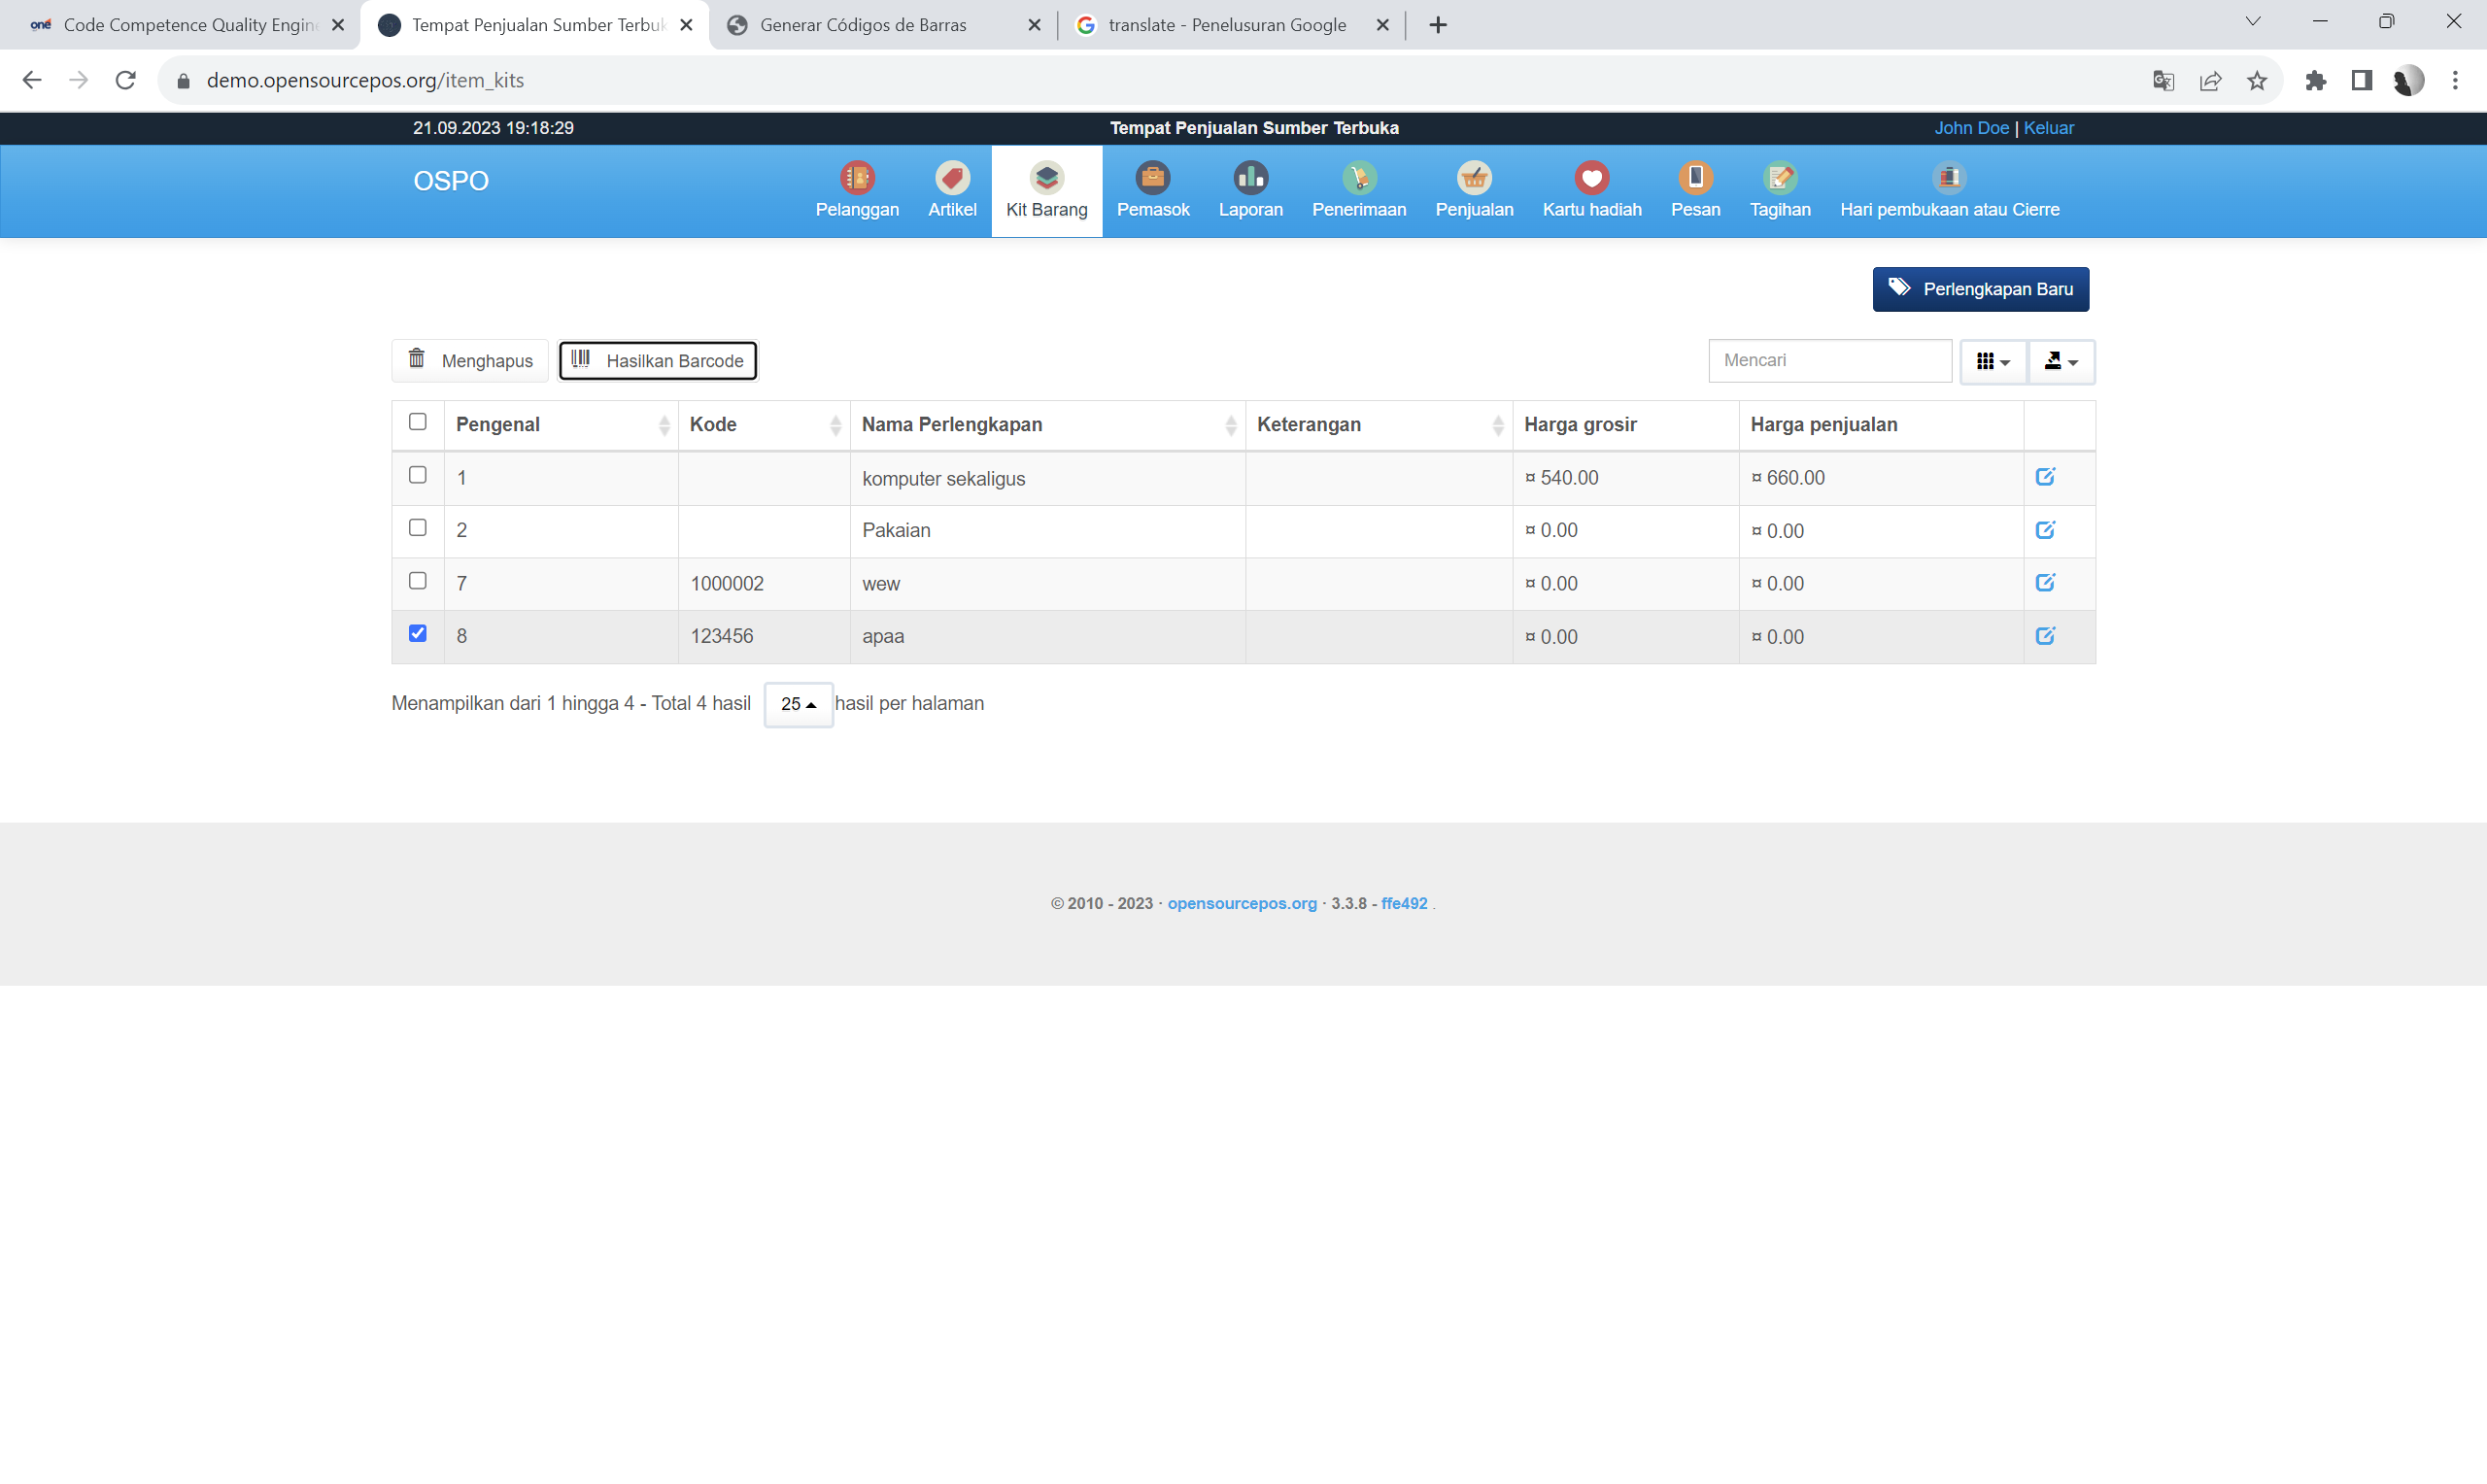 Code Competence Quality Engine
Tempat Penjualan Sumber Terbuk
Generar Códigos de Barras
translate - Penelusuran Google
demo.opensourcepos.org/item_kits
21.09.2023 19:18:29
Tempat Penjualan Sumber Terbuka
John Doe | Keluar
OSPO
Pelanggan
Artikel
Kit Barang
Pemasok
Laporan
Penerimaan
Penjualan
Kartu hadiah
Pesan
Tagihan
Hari pembukaan atau Cierre
Perlengkapan Baru
Menghapus
Hasilkan Barcode
Mencari
Pengenal Kode Nama Perlengkapan Keterangan Harga grosir Harga penjualan
1 komputer sekaligus ¤ 540.00 ¤ 660.00
2 Pakaian ¤ 0.00 ¤ 0.00
7 1000002 wew ¤ 0.00 ¤ 0.00
8 123456 apaa ¤ 0.00 ¤ 0.00
Menampilkan dari 1 hingga 4 - Total 4 hasil 25 hasil per halaman
© 2010 - 2023 · opensourcepos.org · 3.3.8 - ffe492 .